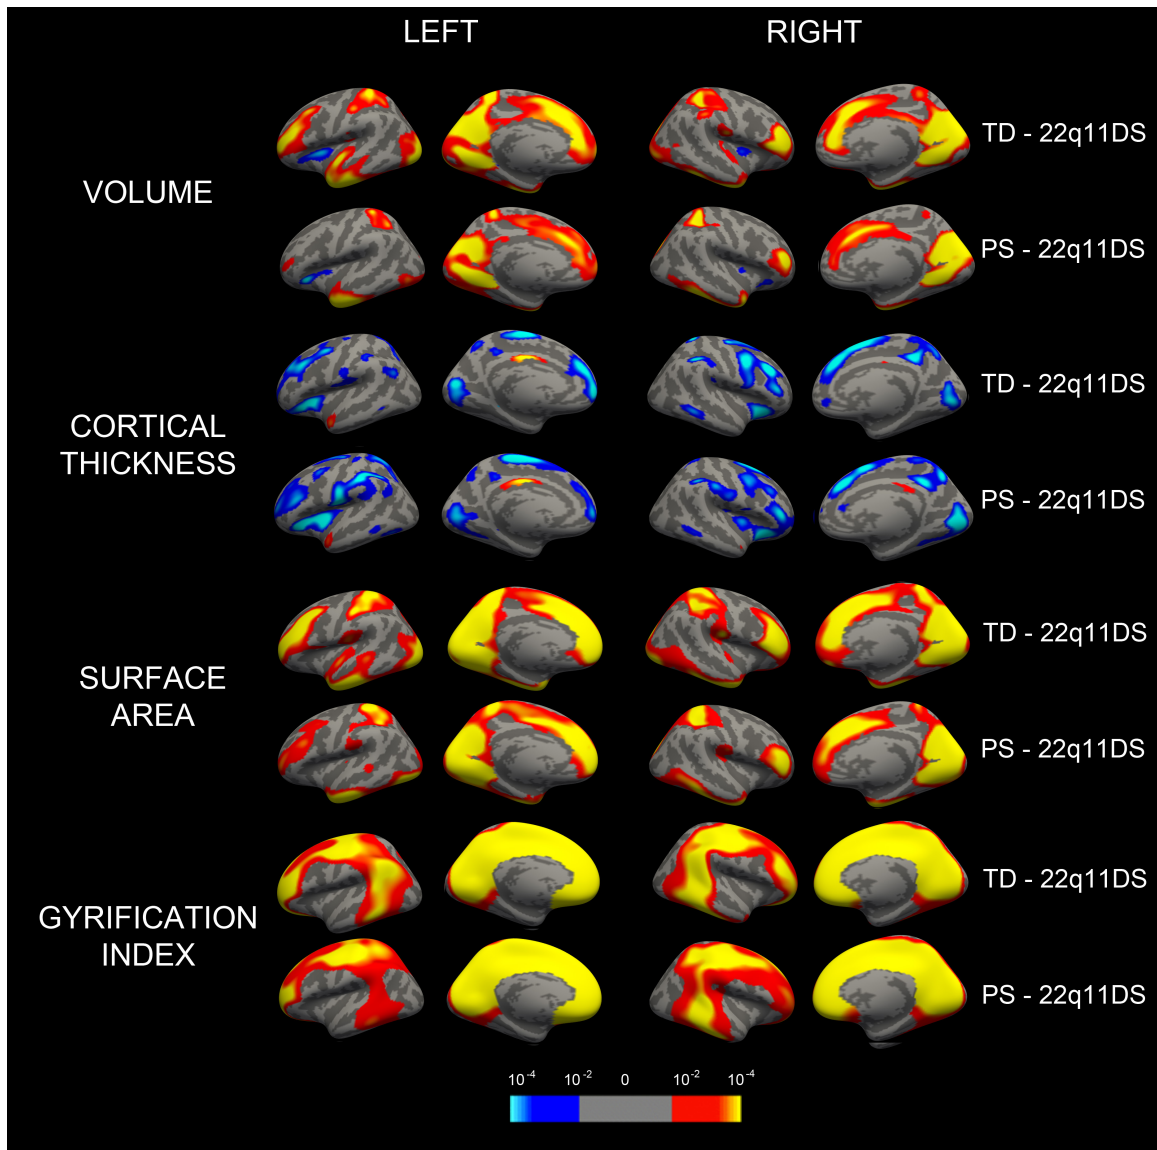 LEFT RIGHT
TD - 22q11DS
VOLUME
PS - 22q11DS
TD - 22q11DS
CORTICAL
THICKNESS
PS - 22q11DS
TD - 22q11DS
SURFACE
AREA
PS - 22q11DS
TD - 22q11DS
GYRIFICATION
INDEX
PS - 22q11DS
10-4 10-2 0 10-2 10-4